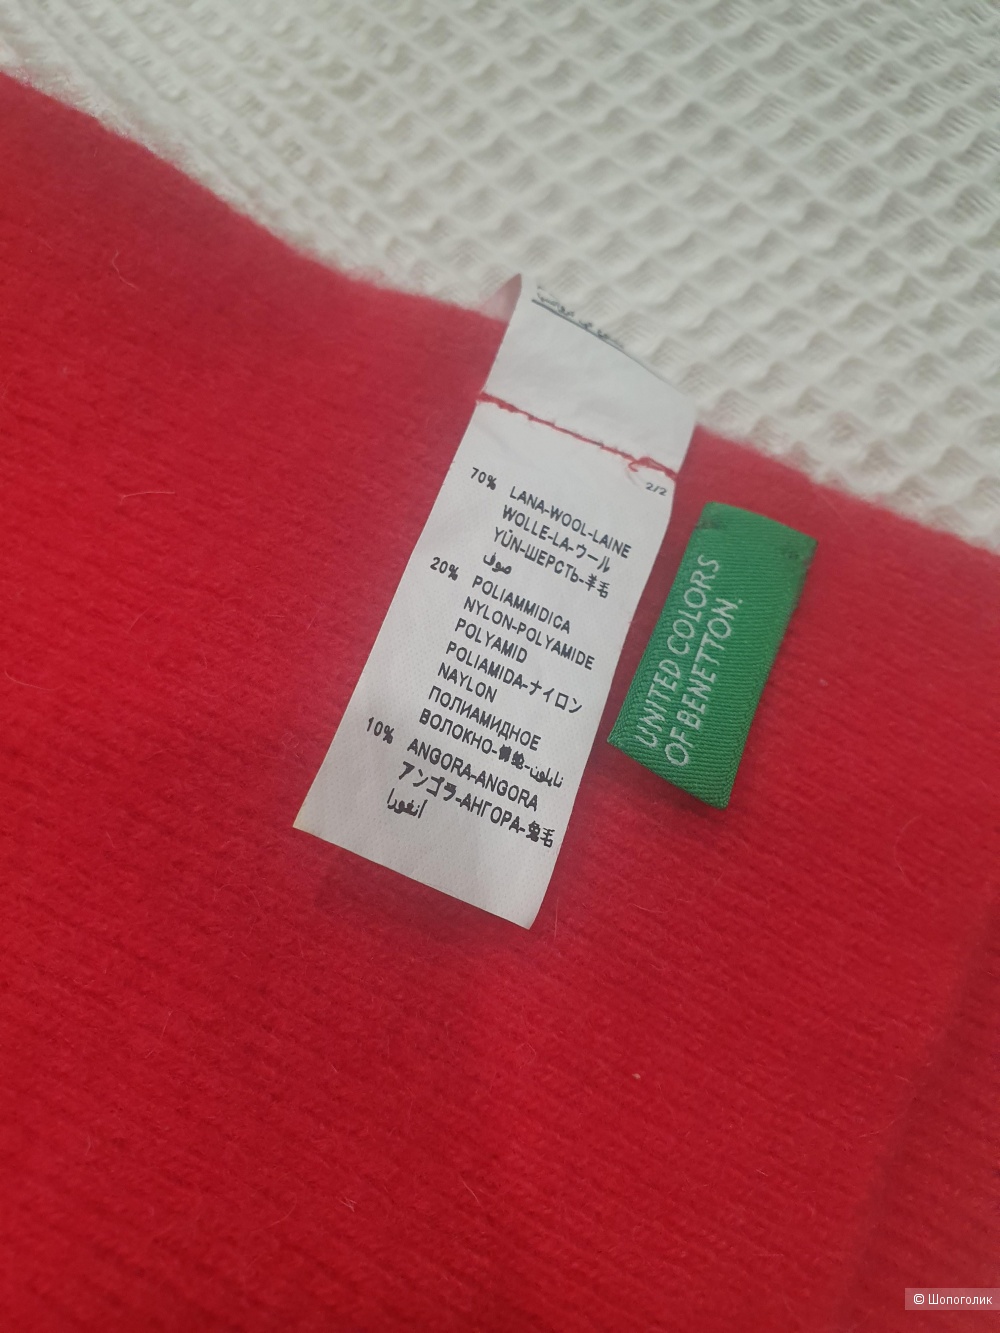 2/2
70% LANA-WOOL-LAINE
WOLLE-LA-ウール
YÜN-ШЕРСТЬ-羊毛
صوف
20% POLIAMMIDICA
NYLON-POLYAMIDE
POLYAMID
POLIAMIDA-ナイロン
NAYLON
ПОЛИАМИДНОЕ
ВОЛОКНО-نايلون
10% ANGORA-ANGORA
アンゴラ-АНГОРА-兔毛
أنغورا
UNITED COLORS
OF BENETTON.
© Шопоголик